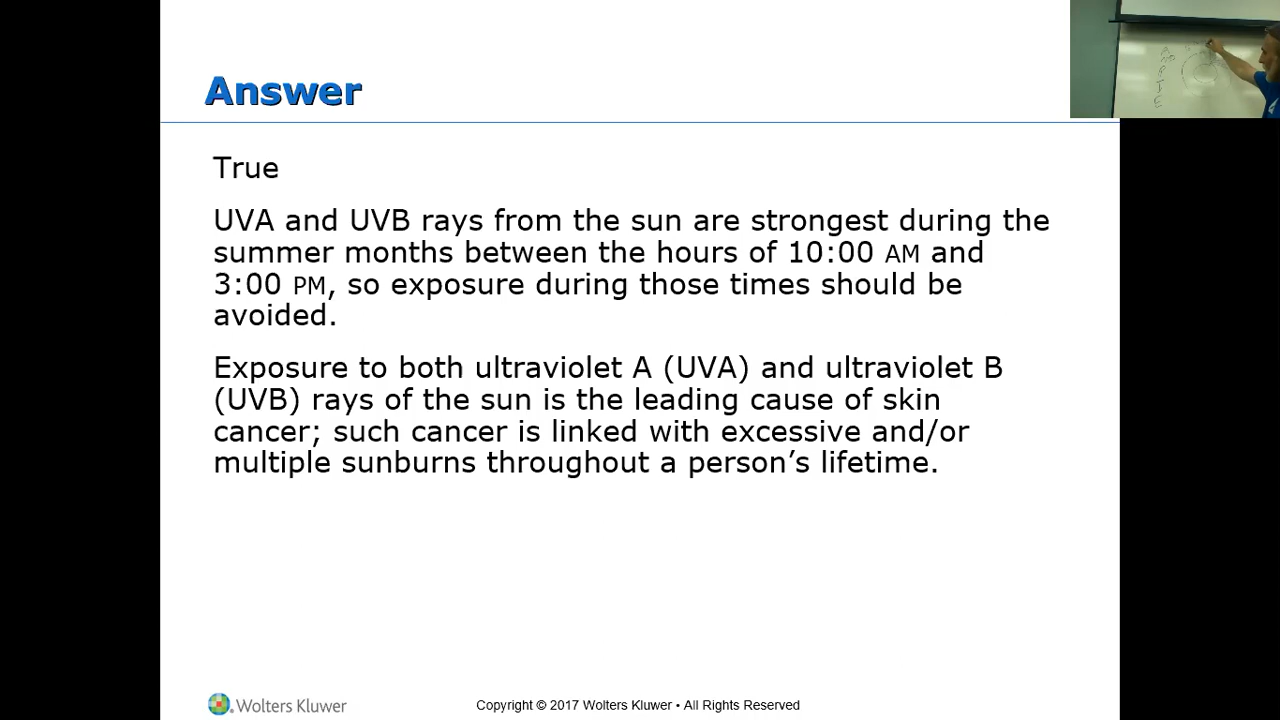 Answer
True
UVA and UVB rays from the sun are strongest during the
summer months between the hours of 10:00 AM and
3:00 PM, so exposure during those times should be
avoided.
Exposure to both ultraviolet A (UVA) and ultraviolet B
(UVB) rays of the sun is the leading cause of skin
cancer; such cancer is linked with excessive and/or
multiple sunburns throughout a person’s lifetime.
Wolters Kluwer
Copyright © 2017 Wolters Kluwer • All Rights Reserved